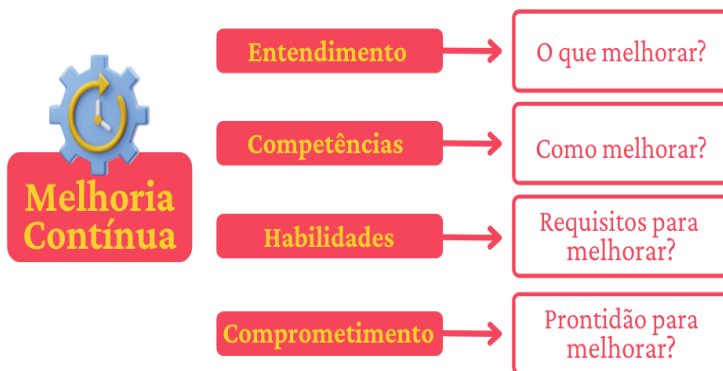 Melhoria
Contínua
Entendimento
O que melhorar?
Competências
Como melhorar?
Habilidades
Requisitos para
melhorar?
Comprometimento
Prontidão para
melhorar?